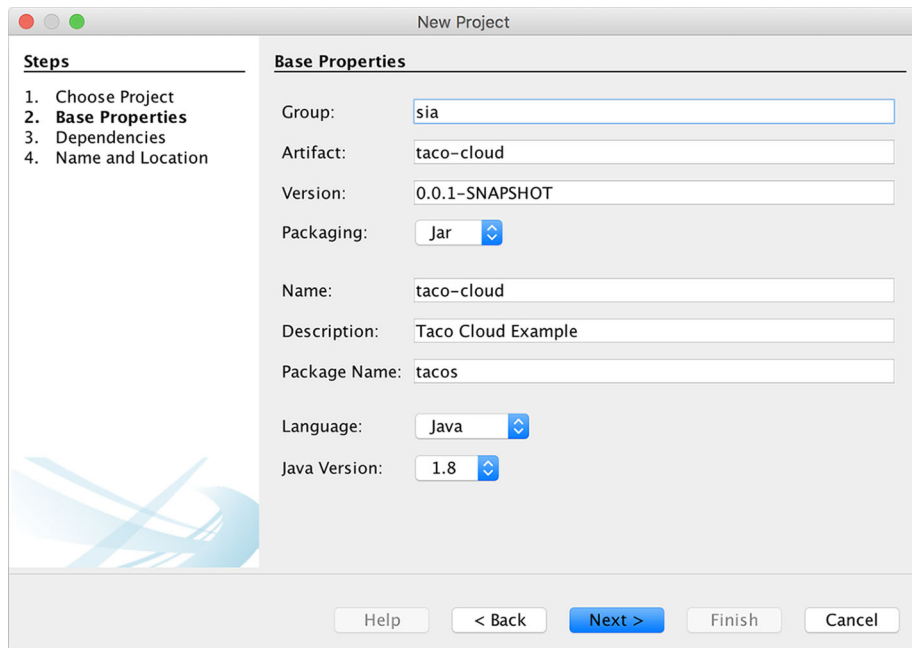 New Project
Steps
1. Choose Project
2. Base Properties
3. Dependencies
4. Name and Location
Base Properties
Group: sia
Artifact: taco-cloud
Version: 0.0.1-SNAPSHOT
Packaging: Jar
Name: taco-cloud
Description: Taco Cloud Example
Package Name: tacos
Language: Java
Java Version: 1.8
Help < Back Next > Finish Cancel